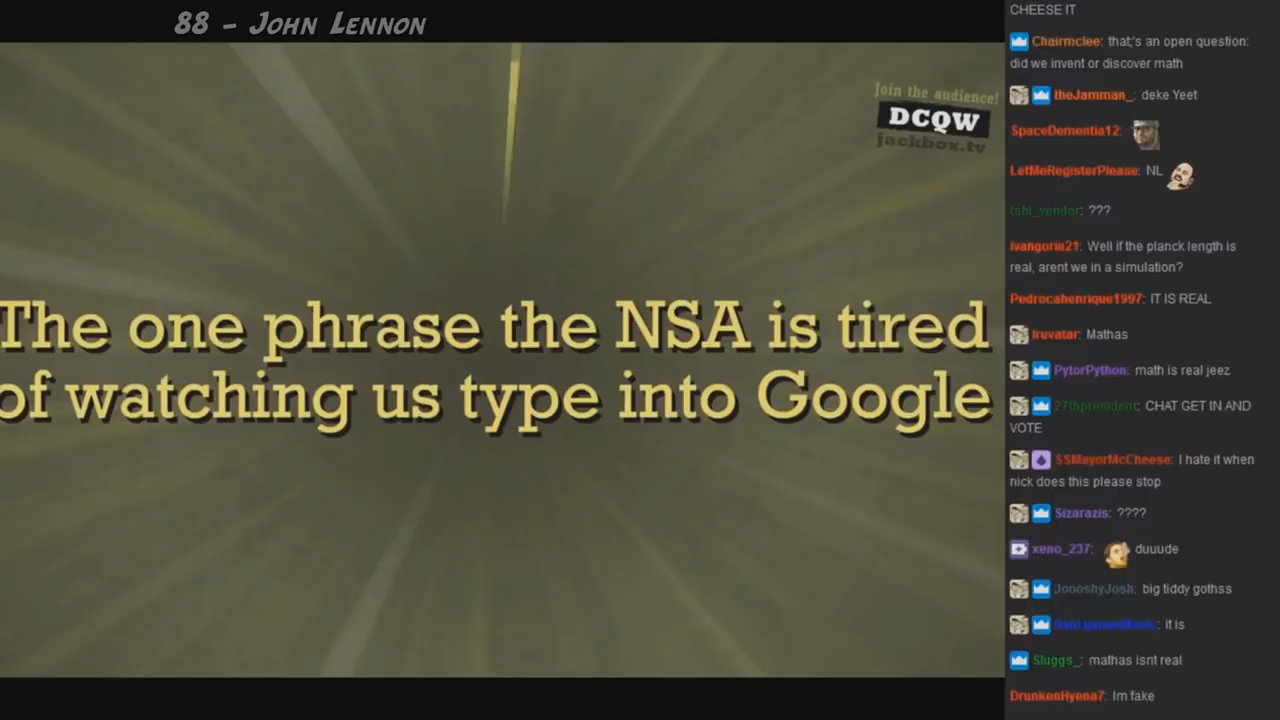 88 - JOHN LENNON
Join the audience!
DCQW
jackbox.tv
The one phrase the NSA is tired
of watching us type into Google
CHEESE IT
Chairmclee: that;'s an open question:
did we invent or discover math
theJamman_: deke Yeet
SpaceDementia12:
LetMeRegisterPlease: NL
tshi_vendor: ???
ivangorin21: Well if the planck length is
real, arent we in a simulation?
Pedrocahenrique1997: IT IS REAL
Iruvatar: Mathas
PytorPython: math is real jeez
27thpresident: CHAT GET IN AND
VOTE
SSMayorMcCheese: I hate it when
nick does this please stop
Sizarazis: ????
xeno_237: duuude
JoooshyJosh: big tiddy gothss
: it is
Sluggs_: mathas isnt real
DrunkenHyena7: Im fake